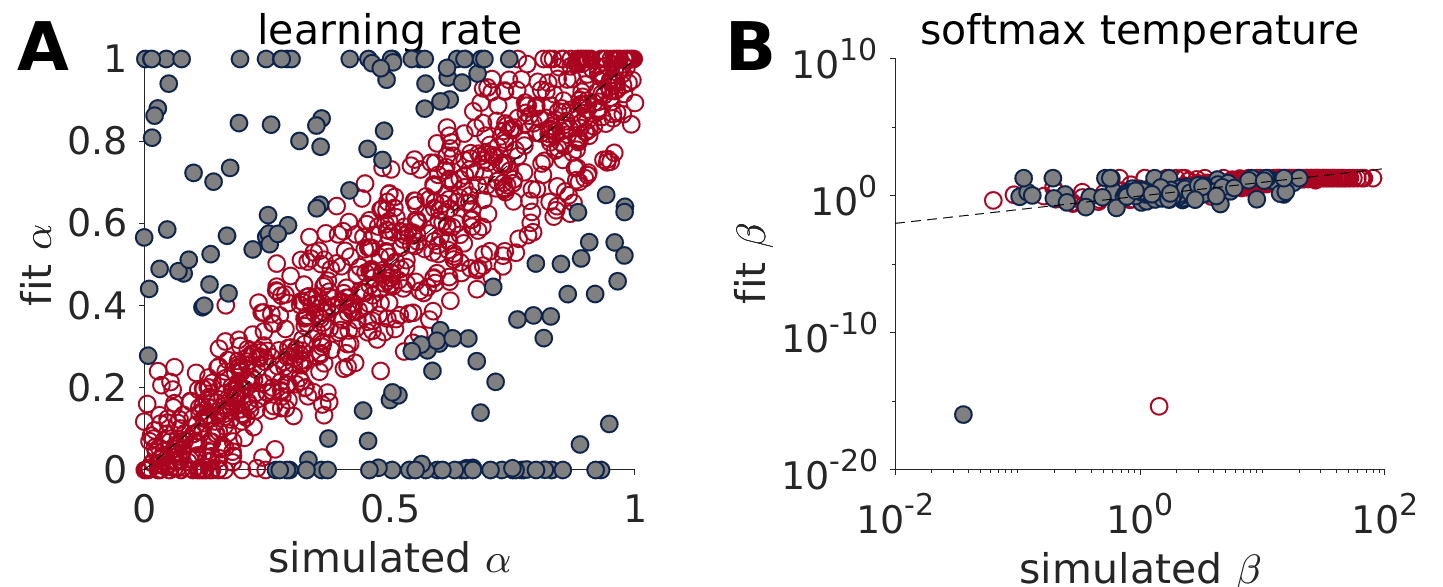 A
learning rate
1
0.8
0.6
0.4
0.2
0
fit α
0
0.5
1
simulated α
B
softmax temperature
10^10
10^0
10^-10
10^-20
fit β
10^-2
10^0
10^2
simulated β